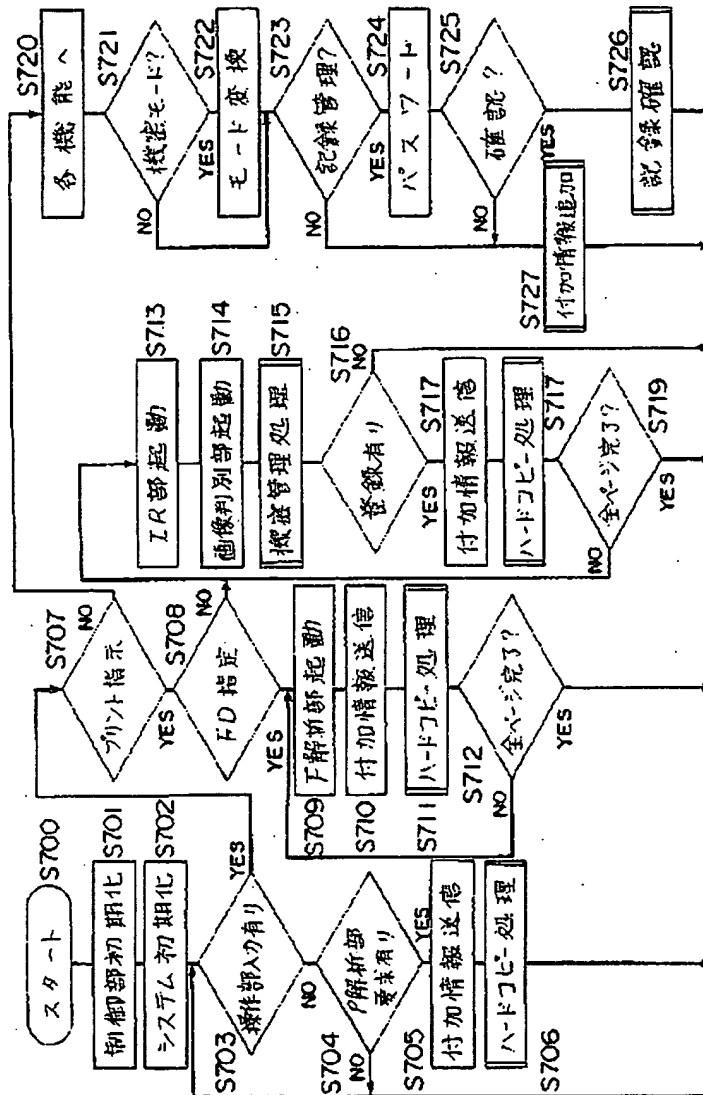 S700
スタート
S701
制御部初期化
S702
システム初期化
S703
操作部入力有り
YES
NO
S704
P解析部
要求有り
NO
YES
S705
付加情報送信
ハードコピー処理
S706
S707
プリント指示
NO
YES
S708
FD指定
NO
YES
S709
F解析部起動
S710
付加情報送信
S711
ハードコピー処理
S712
全ページ完了?
NO
YES
S713
IR部起動
S714
画像判別部起動
S715
機密管理処理
S716
登録有り
NO
YES
S717
付加情報送信
S717
ハードコピー処理
S719
全ページ完了?
NO
YES
S720
各機能へ
S721
機密モード?
NO
YES
S722
モード変換
S723
記録管理?
NO
YES
S724
パスワード
S725
確認?
NO
YES
S726
記録確認
S727
付加情報追加